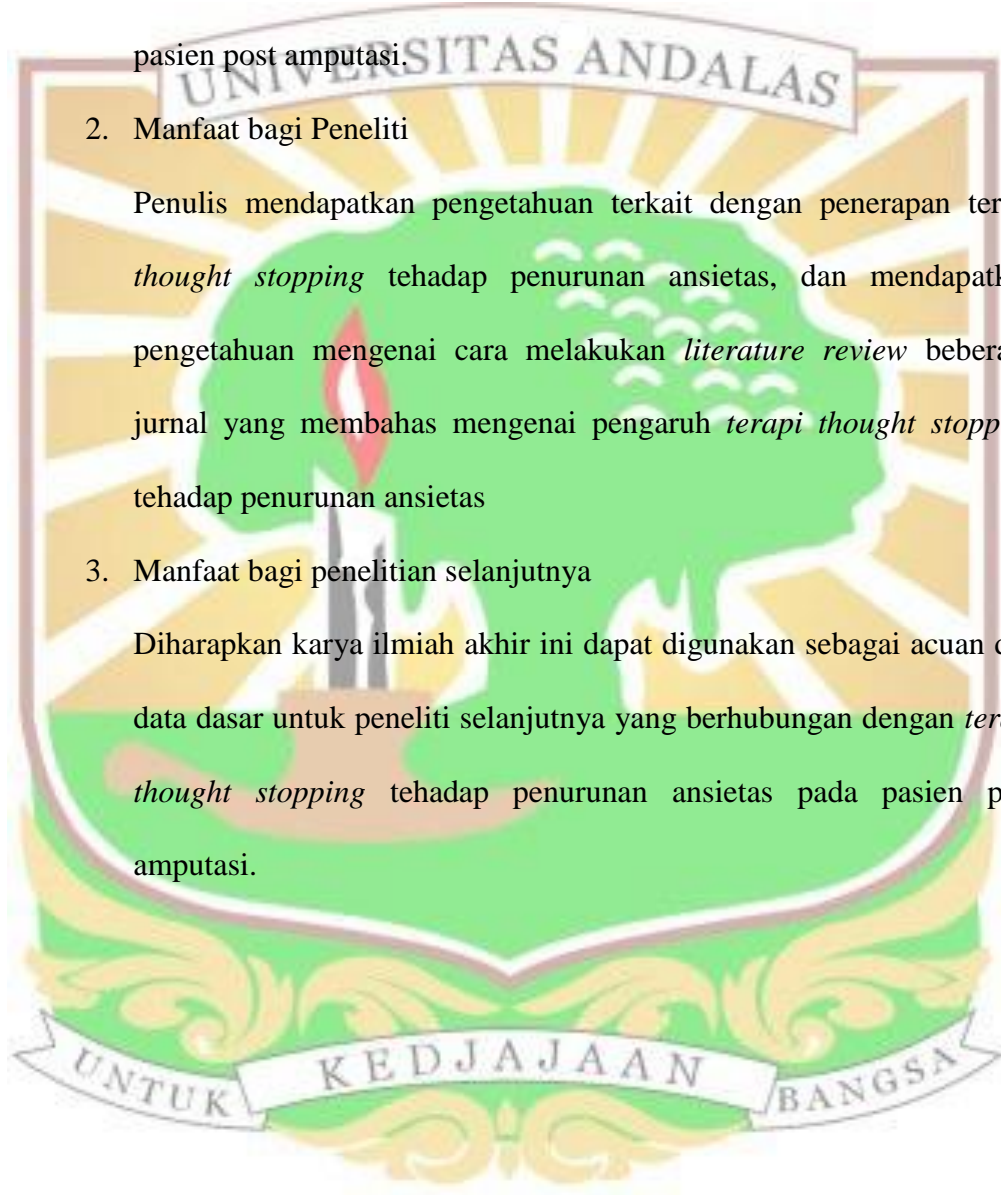 pasien post amputasi.
UNIVERSITAS ANDALAS
2. Manfaat bagi Peneliti
Penulis mendapatkan pengetahuan terkait dengan penerapan ter
thought stopping tehadap penurunan ansietas, dan mendapatk
pengetahuan mengenai cara melakukan literature review bebera
jurnal yang membahas mengenai pengaruh terapi thought stopp
tehadap penurunan ansietas
3. Manfaat bagi penelitian selanjutnya
Diharapkan karya ilmiah akhir ini dapat digunakan sebagai acuan d
data dasar untuk peneliti selanjutnya yang berhubungan dengan tera
thought stopping tehadap penurunan ansietas pada pasien p
amputasi.
UNTUK KEDJAJAAN BANGSA